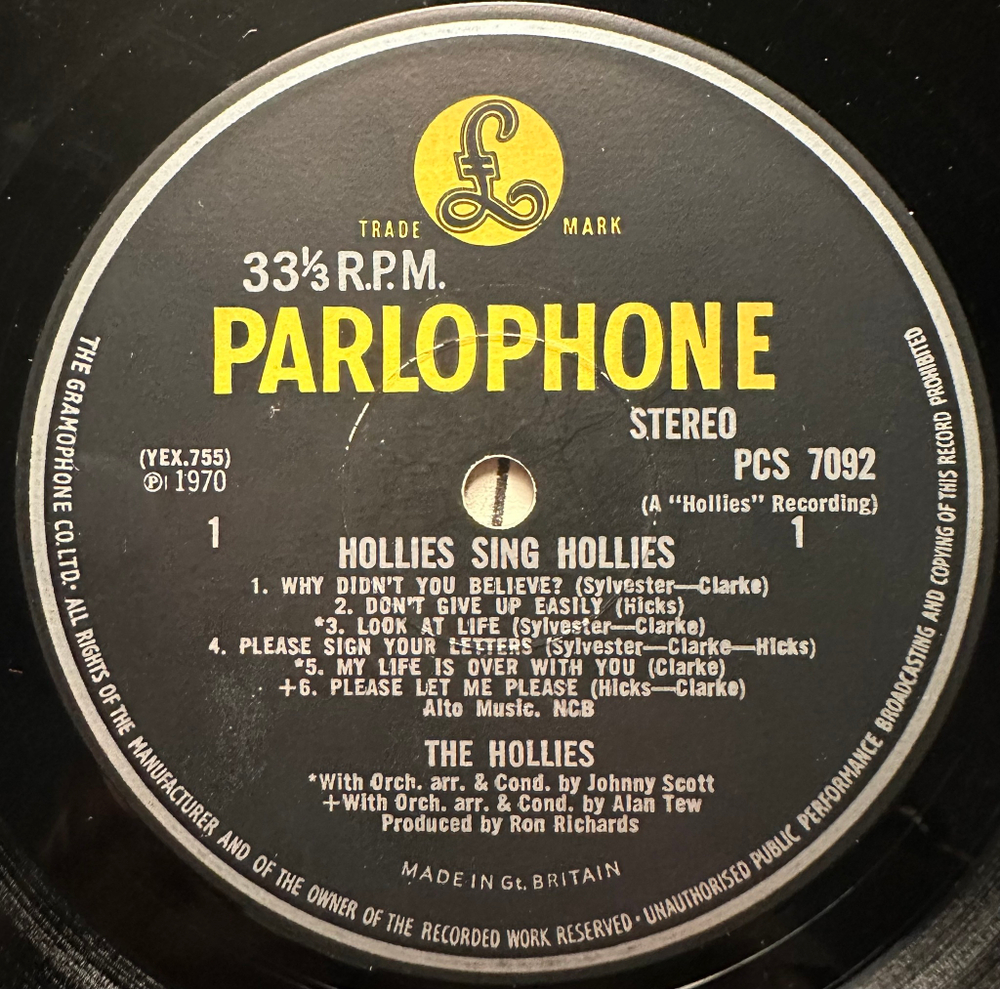 £
TRADE MARK
33⅓ R.P.M.
PARLOPHONE
STEREO
(YEX.755)
PCS 7092
℗ 1970
(A "Hollies" Recording)
1
1
HOLLIES SING HOLLIES
1. WHY DIDN'T YOU BELIEVE? (Sylvester—Clarke)
2. DON'T GIVE UP EASILY (Hicks)
*3. LOOK AT LIFE (Sylvester—Clarke)
4. PLEASE SIGN YOUR LETTERS (Sylvester—Clarke—Hicks)
*5. MY LIFE IS OVER WITH YOU (Clarke)
+6. PLEASE LET ME PLEASE (Hicks—Clarke)
Alto Music. NCB
THE HOLLIES
*With Orch. arr. & Cond. by Johnny Scott
+With Orch. arr. & Cond. by Alan Tew
Produced by Ron Richards
MADE IN Gt. BRITAIN
THE GRAMOPHONE CO. LTD. · ALL RIGHTS OF THE MANUFACTURER AND OF THE OWNER OF THE RECORDED WORK RESERVED · UNAUTHORISED PUBLIC PERFORMANCE BROADCASTING AND COPYING OF THIS RECORD PROHIBITED